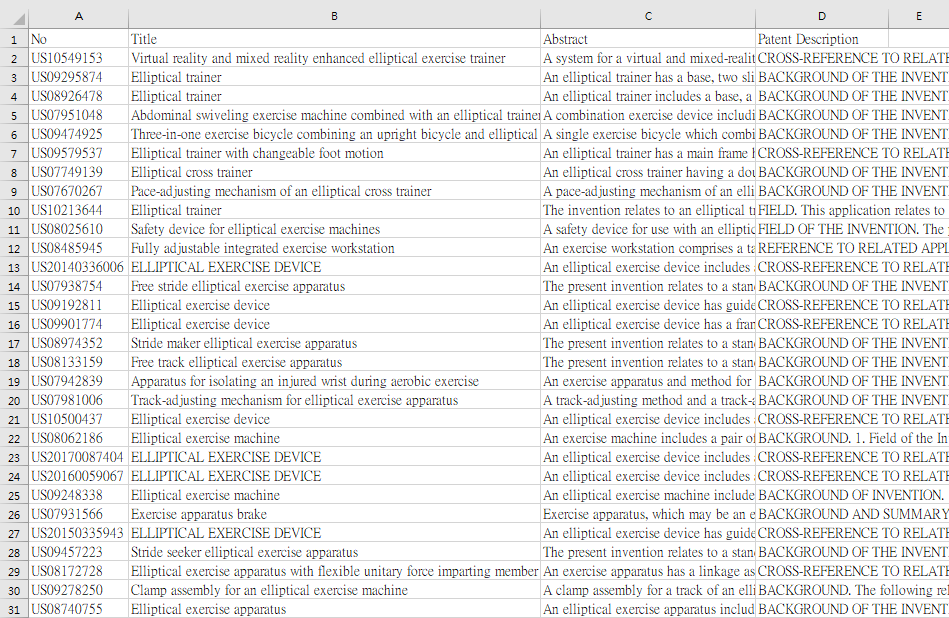 A B C D E
1 No Title Abstract Patent Description
2 US10549153 Virtual reality and mixed reality enhanced elliptical exercise trainer A system for a virtual and mixed-realit CROSS-REFERENCE TO RELATE
3 US09295874 Elliptical trainer An elliptical trainer has a base, two sli BACKGROUND OF THE INVENT
4 US08926478 Elliptical trainer An elliptical trainer includes a base, a BACKGROUND OF THE INVENT
5 US07951048 Abdominal swiveling exercise machine combined with an elliptical trainer A combination exercise device includi BACKGROUND OF THE INVENT
6 US09474925 Three-in-one exercise bicycle combining an upright bicycle and elliptical A single exercise bicycle which combi BACKGROUND OF THE INVENT
7 US09579537 Elliptical trainer with changeable foot motion An elliptical trainer has a main frame CROSS-REFERENCE TO RELATE
8 US07749139 Elliptical cross trainer An elliptical cross trainer having a dou BACKGROUND OF THE INVENT
9 US07670267 Pace-adjusting mechanism of an elliptical cross trainer A pace-adjusting mechanism of an elli BACKGROUND OF THE INVENT
10 US10213644 Elliptical trainer The invention relates to an elliptical tr FIELD. This application relates to
11 US08025610 Safety device for elliptical exercise machines A safety device for use with an elliptic FIELD OF THE INVENTION. The
12 US08485945 Fully adjustable integrated exercise workstation An exercise workstation comprises a ta REFERENCE TO RELATED APPL
13 US20140336006 ELLIPTICAL EXERCISE DEVICE An elliptical exercise device includes CROSS-REFERENCE TO RELATE
14 US07938754 Free stride elliptical exercise apparatus The present invention relates to a stan BACKGROUND OF THE INVENT
15 US09192811 Elliptical exercise device An elliptical exercise device has guide CROSS-REFERENCE TO RELATE
16 US09901774 Elliptical exercise device An elliptical exercise device has a fran CROSS-REFERENCE TO RELATE
17 US08974352 Stride maker elliptical exercise apparatus The present invention relates to a stan BACKGROUND OF THE INVENT
18 US08133159 Free track elliptical exercise apparatus The present invention relates to a stan BACKGROUND OF THE INVENT
19 US07942839 Apparatus for isolating an injured wrist during aerobic exercise An exercise apparatus and method for BACKGROUND OF THE INVENT
20 US07981006 Track-adjusting mechanism for elliptical exercise apparatus A track-adjusting method and a track-a BACKGROUND OF THE INVENT
21 US10500437 Elliptical exercise device An elliptical exercise device includes CROSS-REFERENCE TO RELATE
22 US08062186 Elliptical exercise machine An exercise machine includes a pair of BACKGROUND. 1. Field of the In
23 US20170087404 ELLIPTICAL EXERCISE DEVICE An elliptical exercise device includes CROSS-REFERENCE TO RELATE
24 US20160059067 ELLIPTICAL EXERCISE DEVICE An elliptical exercise device includes CROSS-REFERENCE TO RELATE
25 US09248338 Elliptical exercise machine An elliptical exercise machine include BACKGROUND OF INVENTION.
26 US07931566 Exercise apparatus brake Exercise apparatus, which may be an e BACKGROUND AND SUMMARY
27 US20150335943 ELLIPTICAL EXERCISE DEVICE An elliptical exercise device has guide CROSS-REFERENCE TO RELATE
28 US09457223 Stride seeker elliptical exercise apparatus The present invention relates to a stan BACKGROUND OF THE INVENT
29 US08172728 Elliptical exercise apparatus with flexible unitary force imparting member An exercise apparatus has a linkage as CROSS-REFERENCE TO RELATE
30 US09278250 Clamp assembly for an elliptical exercise machine A clamp assembly for a track of an elli BACKGROUND. The following rel
31 US08740755 Elliptical exercise apparatus An elliptical exercise apparatus includ BACKGROUND OF THE INVENT